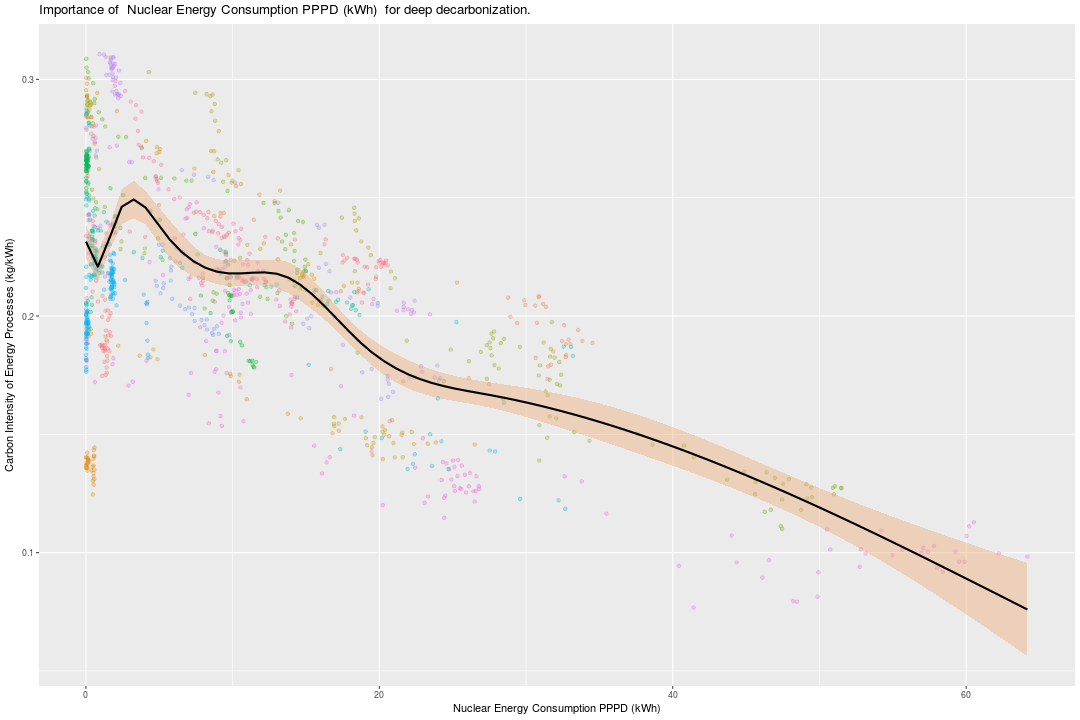 Importance of  Nuclear Energy Consumption PPPD (kWh)  for deep decarbonization.
Carbon Intensity of Energy Processes (kg/kWh)
0.3
0.2
0.1
0 20 40 60
Nuclear Energy Consumption PPPD (kWh)